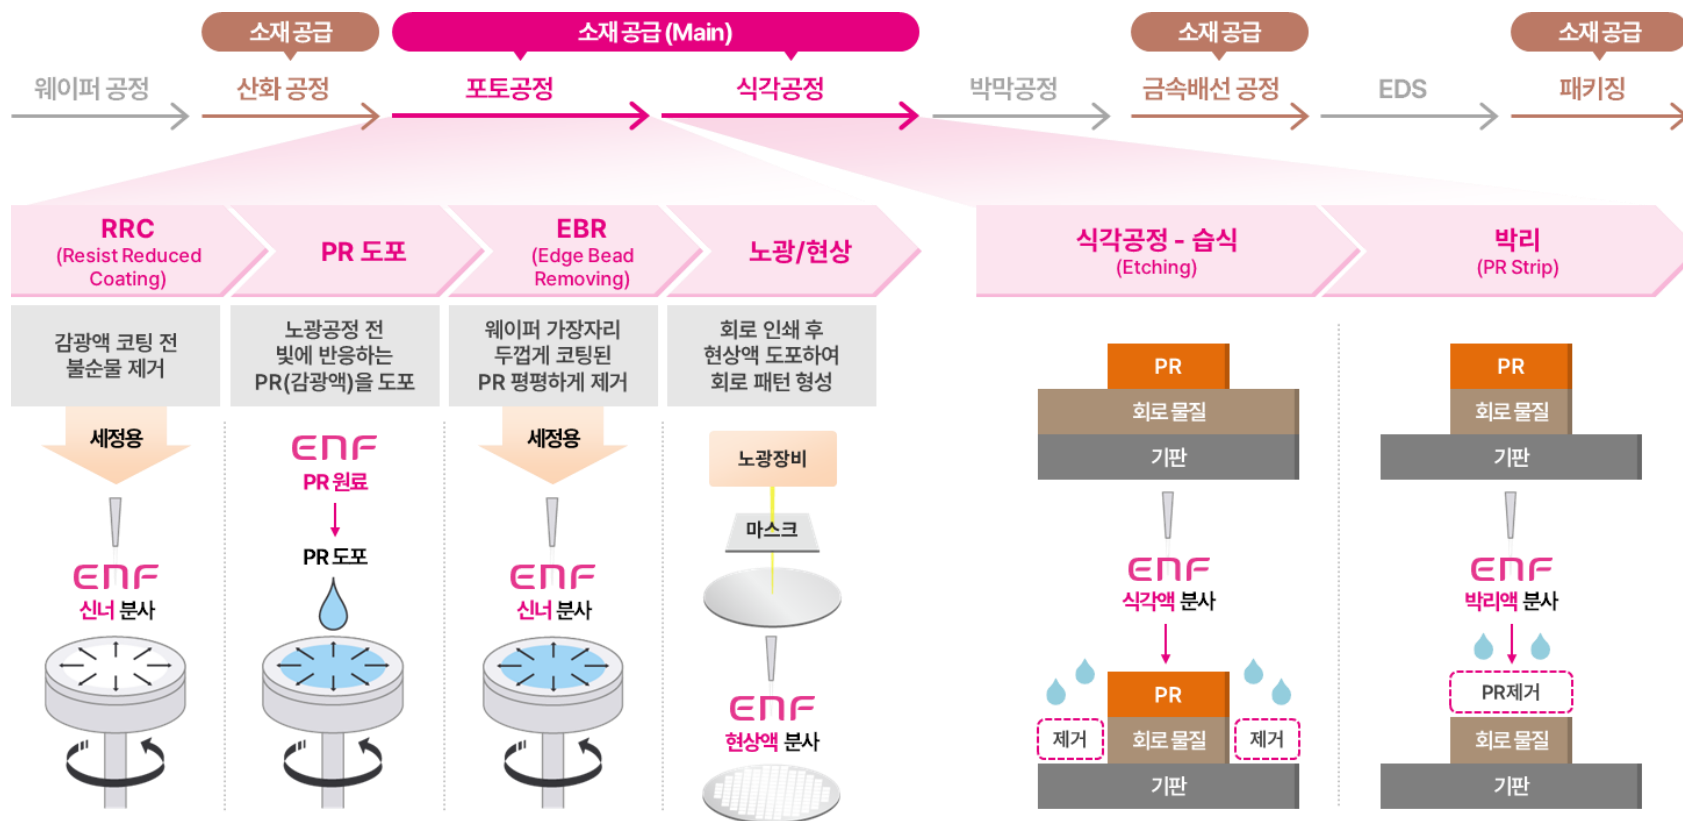 소재 공급
소재 공급 (Main)
소재 공급
소재 공급
웨이퍼 공정
산화 공정
포토공정
식각공정
박막공정
금속배선 공정
EDS
패키징
RRC
(Resist Reduced
Coating)
PR 도포
EBR
(Edge Bead
Removing)
노광/현상
식각공정 - 습식
(Etching)
박리
(PR Strip)
감광액 코팅 전
불순물 제거
노광공정 전
빛에 반응하는
PR(감광액)을 도포
웨이퍼 가장자리
두껍게 코팅된
PR 평평하게 제거
회로 인쇄 후
현상액 도포하여
회로 패턴 형성
세정용
ENF
신너 분사
ENF
PR 원료
PR 도포
세정용
ENF
신너 분사
노광장비
마스크
ENF
현상액 분사
PR
회로 물질
기판
ENF
식각액 분사
PR
제거
회로 물질
제거
기판
PR
회로 물질
기판
ENF
박리액 분사
PR제거
회로 물질
기판